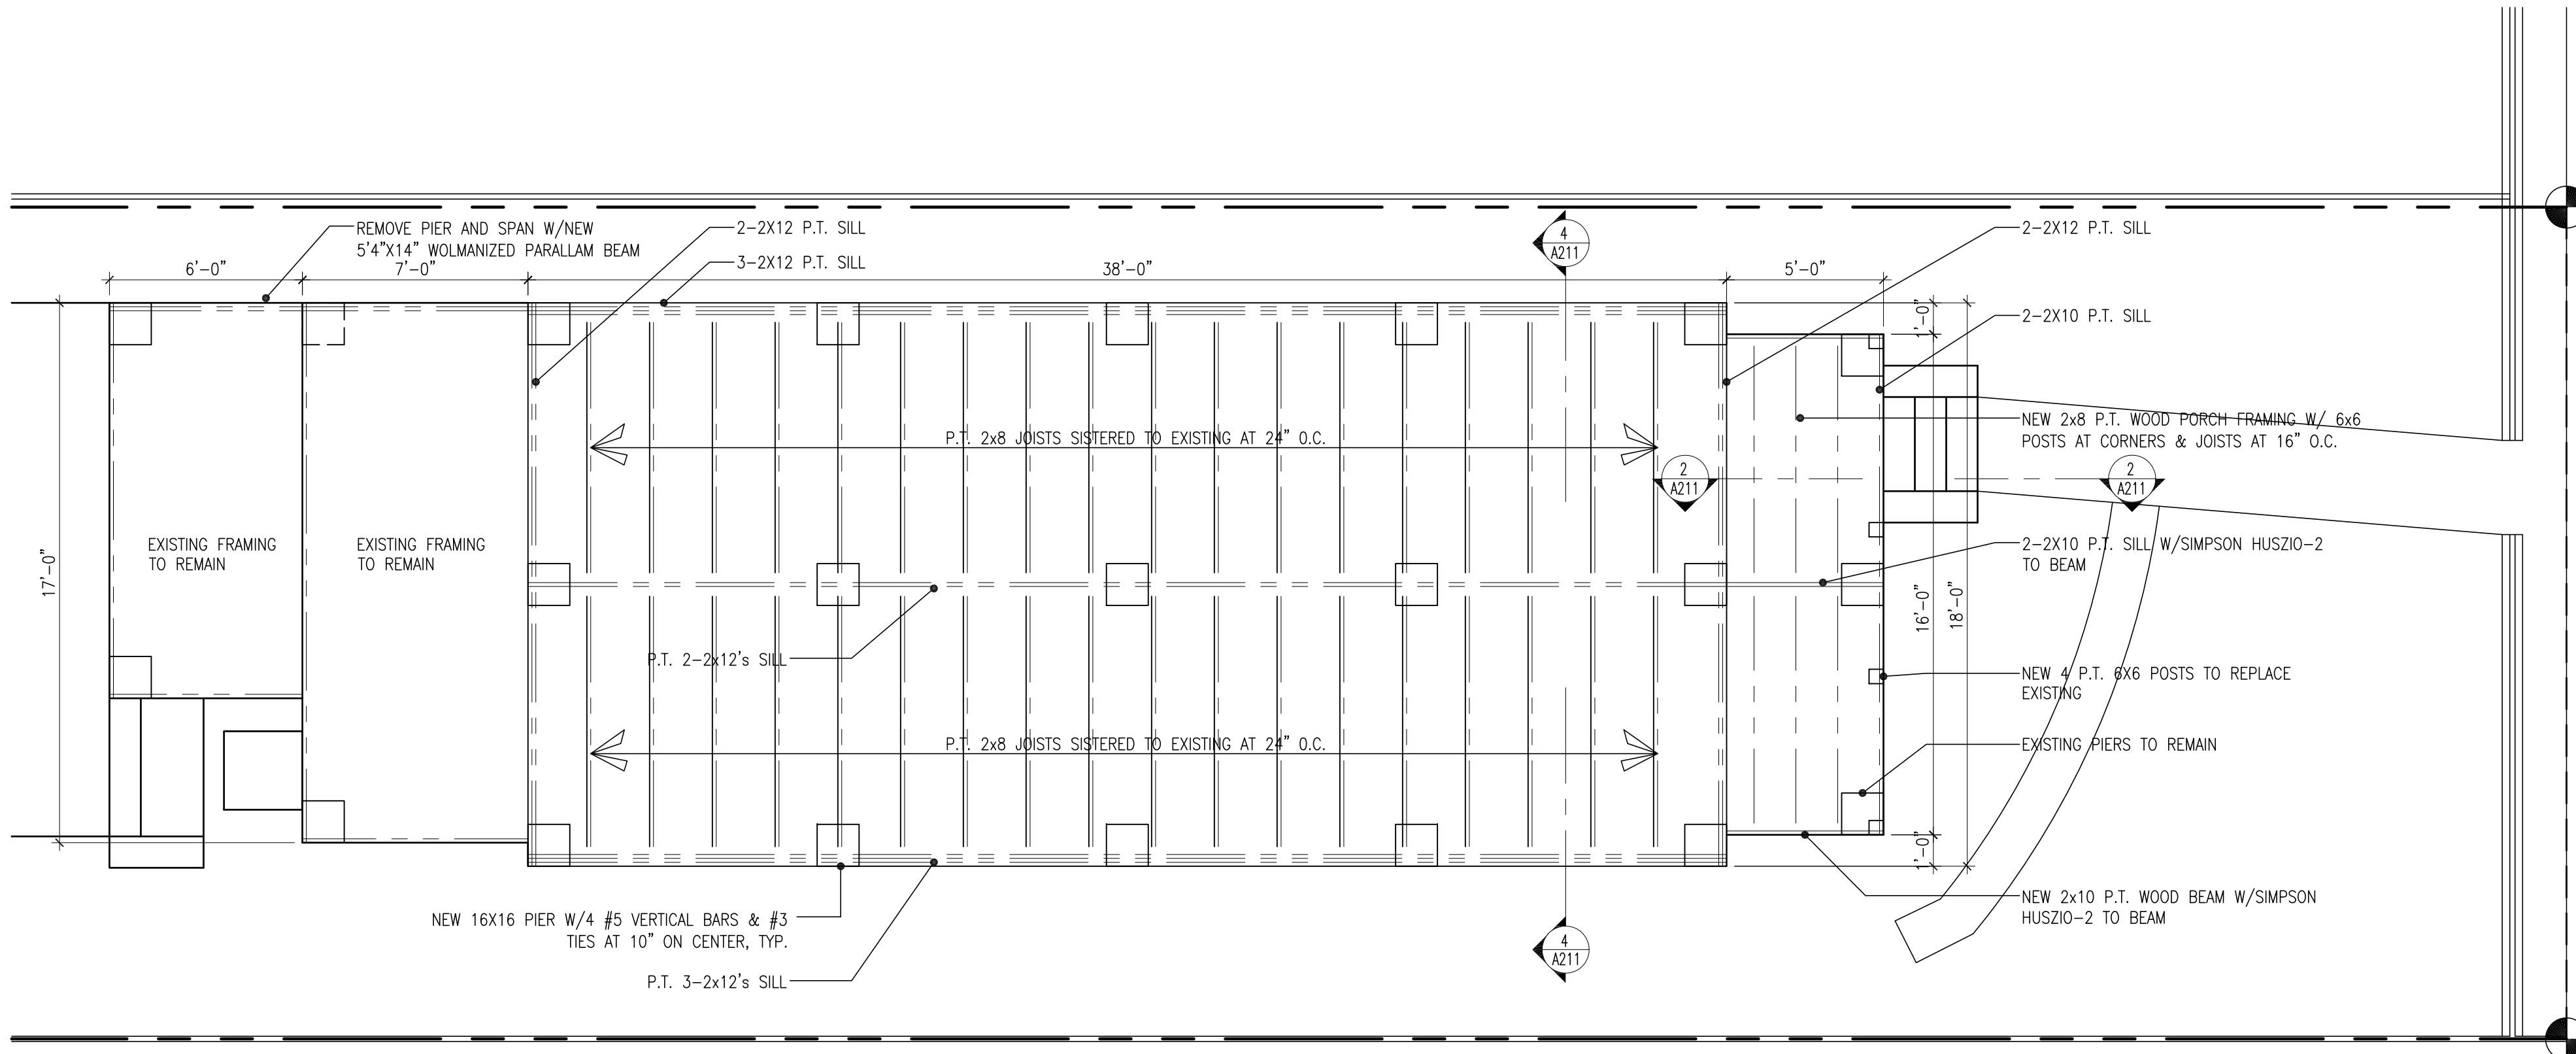 REMOVE PIER AND SPAN W/NEW
5'4"X14" WOLMANIZED PARALLAM BEAM
2-2X12 P.T. SILL
3-2X12 P.T. SILL
4
A211
2-2X12 P.T. SILL
6'-0"
7'-0"
38'-0"
5'-0"
1'-0"
2-2X10 P.T. SILL
P.T. 2x8 JOISTS SISTERED TO EXISTING AT 24" O.C.
NEW 2x8 P.T. WOOD PORCH FRAMING W/ 6x6
POSTS AT CORNERS & JOISTS AT 16" O.C.
2
A211
2
A211
EXISTING FRAMING
TO REMAIN
EXISTING FRAMING
TO REMAIN
17'-0"
2-2X10 P.T. SILL W/SIMPSON HUSZIO-2
TO BEAM
16'-0"
18'-0"
P.T. 2-2x12's SILL
NEW 4 P.T. 6X6 POSTS TO REPLACE
EXISTING
P.T. 2x8 JOISTS SISTERED TO EXISTING AT 24" O.C.
EXISTING PIERS TO REMAIN
1'-0"
NEW 2x10 P.T. WOOD BEAM W/SIMPSON
HUSZIO-2 TO BEAM
NEW 16X16 PIER W/4 #5 VERTICAL BARS & #3
TIES AT 10" ON CENTER, TYP.
4
A211
P.T. 3-2x12's SILL